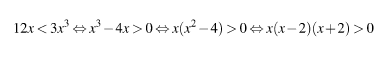 12x < 3x³ ⇔ x³ − 4x > 0 ⇔ x(x² − 4) > 0 ⇔ x(x − 2)(x + 2) > 0